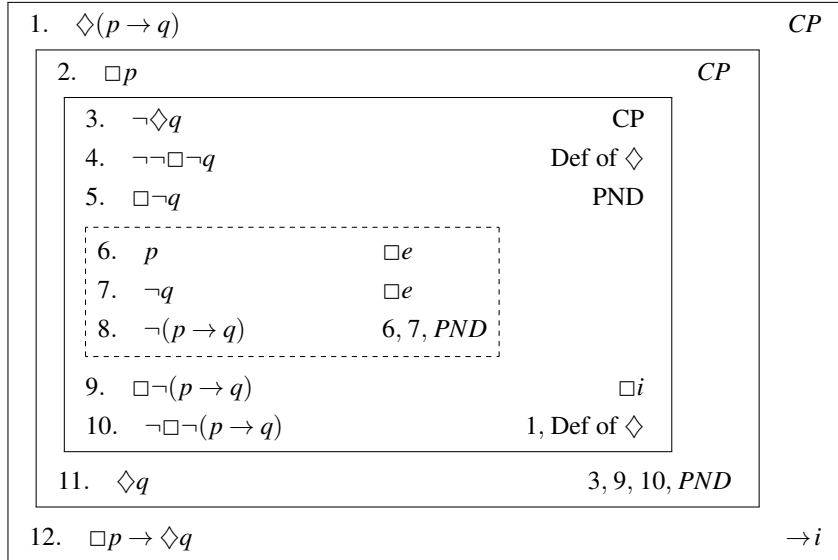 1. ◇(p → q) CP
2. □p CP
3. ¬◇q CP
4. ¬¬□¬q Def of ◇
5. □¬q PND
6. p □e
7. ¬q □e
8. ¬(p → q) 6, 7, PND
9. □¬(p → q) □i
10. ¬□¬(p → q) 1, Def of ◇
11. ◇q 3, 9, 10, PND
12. □p → ◇q →i